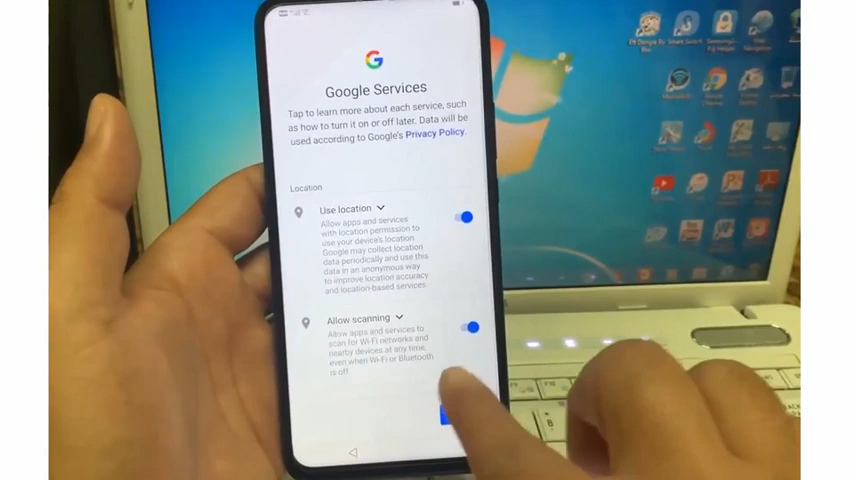 Google Services
Tap to learn more about each service, such
as how to turn it on or off later. Data will be
used according to Google's Privacy Policy.
Location
Use location
Allow apps and services
with location permission to
use your device's location
Google may collect location
data periodically and use this
data in an anonymous way
to improve location accuracy
and location-based services.
Allow scanning
Allow apps and services to
scan for Wi-Fi networks and
nearby devices at any time,
even when Wi-Fi or Bluetooth
is off.